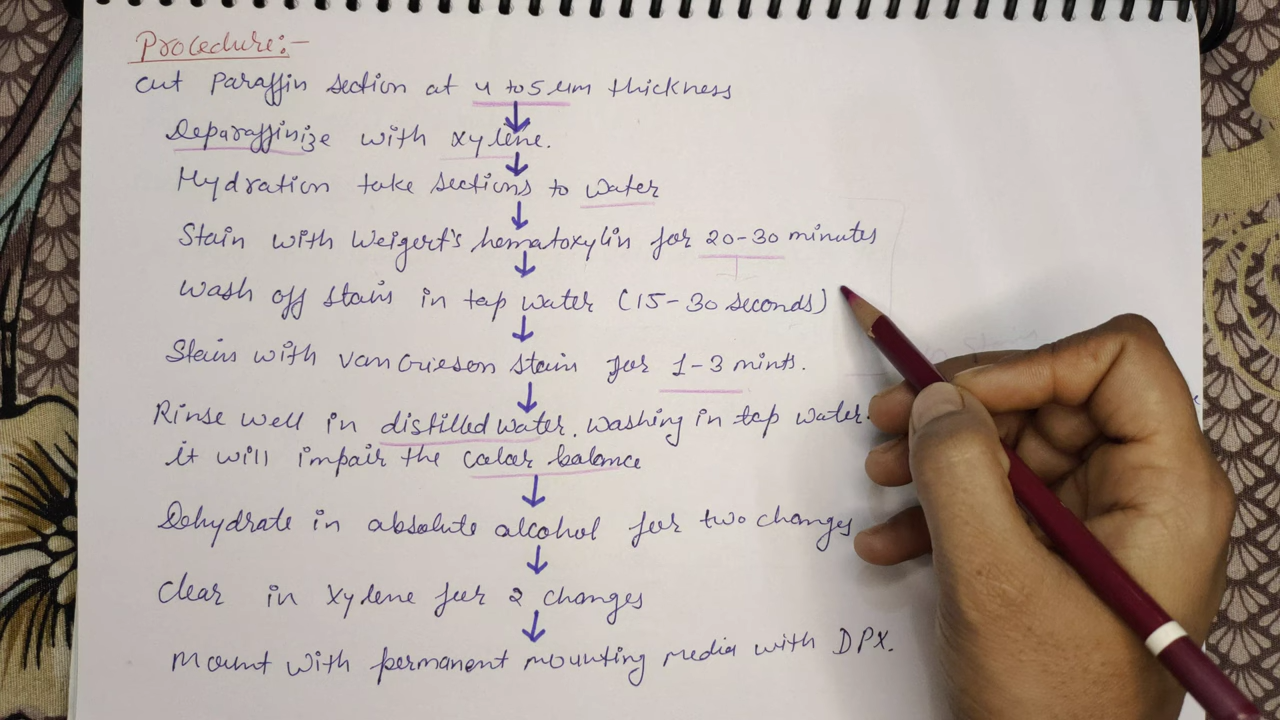 Procedure:-
Cut paraffin section at 4 to 5 μm thickness
Deparaffinize with xylene.
Hydration take sections to water
Stain with Weigert's hematoxylin for 20-30 minutes
Wash off stain in tap water (15-30 seconds)
Stain with van Grieson stain for 1-3 mints.
Rinse well in distilled water. washing in tap water.
it will impair the color balance
Dehydrate in absolute alcohol for two changes
Clear in xylene for 2 changes
Mount with permanent mounting media with DPX.